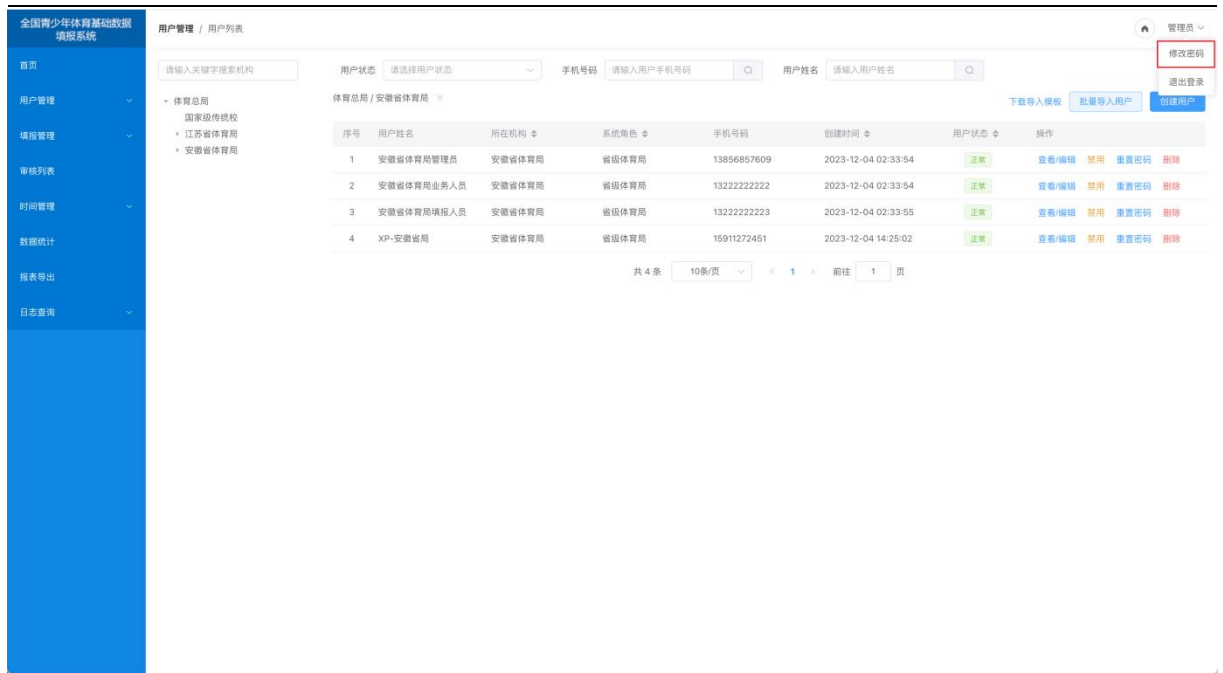 全国青少年体育基础数据
填报系统
用户管理 / 用户列表
管理员
修改密码
退出登录
首页
用户管理
填报管理
审核列表
时间管理
数据统计
报表导出
日志查询
请输入关键字搜索机构
体育总局
国家级传统校
江苏省体育局
安徽省体育局
用户状态 请选择用户状态 手机号码 请输入用户手机号码 用户姓名 请输入用户姓名
体育总局 / 安徽省体育局 ×
下载导入模板 批量导入用户 创建用户
序号 用户姓名 所在机构 系统角色 手机号码 创建时间 用户状态 操作
1 安徽省体育局管理员 安徽省体育局 省级体育局 13856857609 2023-12-04 02:33:54 正常 查看/编辑 禁用 重置密码 删除
2 安徽省体育局业务人员 安徽省体育局 省级体育局 13222222222 2023-12-04 02:33:54 正常 查看/编辑 禁用 重置密码 删除
3 安徽省体育局填报人员 安徽省体育局 省级体育局 13222222223 2023-12-04 02:33:55 正常 查看/编辑 禁用 重置密码 删除
4 XP-安徽省局 安徽省体育局 省级体育局 15911272451 2023-12-04 14:25:02 正常 查看/编辑 禁用 重置密码 删除
共 4 条 10条/页 < 1 > 前往 1 页